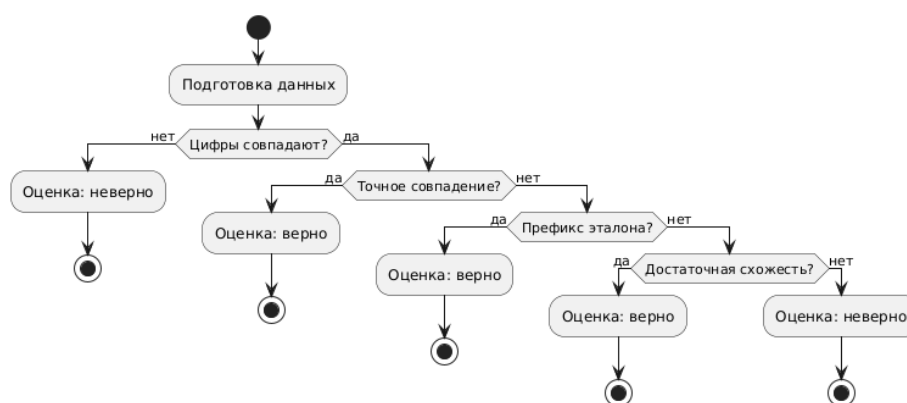 Подготовка данных
нет
Цифры совпадают?
да
Оценка: неверно
да
Точное совпадение?
нет
Оценка: верно
да
Префикс эталона?
нет
Оценка: верно
да
Достаточная схожесть?
нет
Оценка: верно
Оценка: неверно